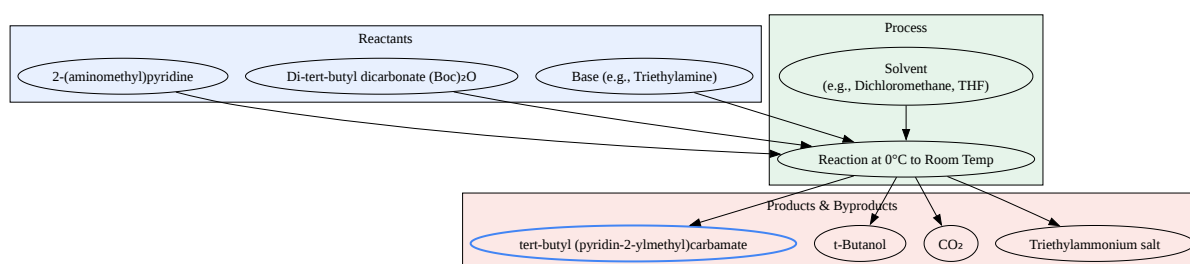 Reactants
2-(aminomethyl)pyridine
Di-tert-butyl dicarbonate (Boc)₂O
Base (e.g., Triethylamine)
Process
Solvent
(e.g., Dichloromethane, THF)
Reaction at 0°C to Room Temp
Products & Byproducts
tert-butyl (pyridin-2-ylmethyl)carbamate
t-Butanol
CO₂
Triethylammonium salt